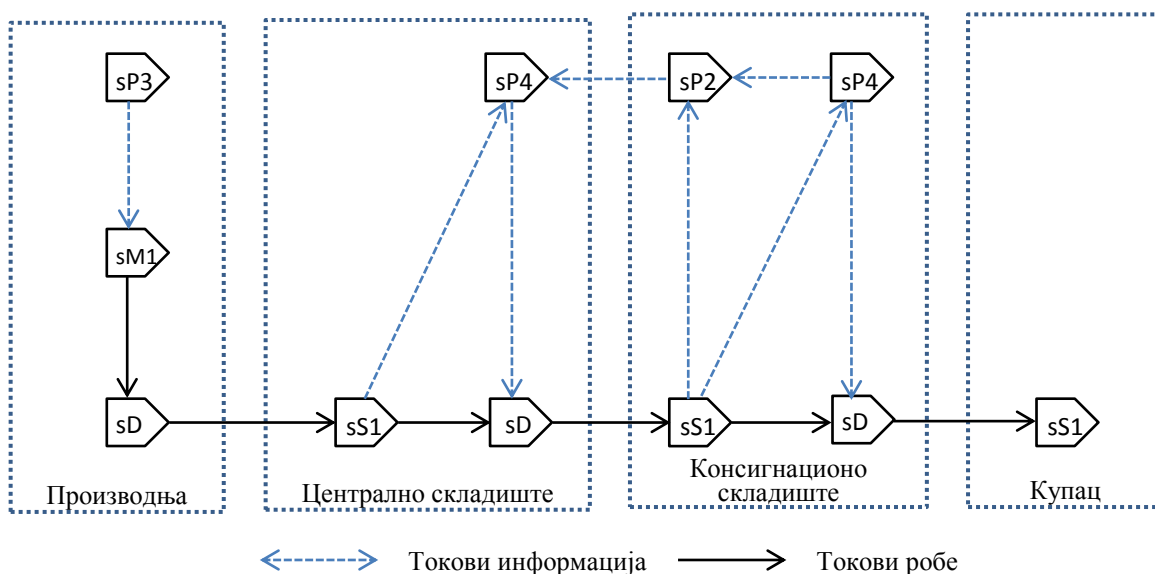 sP3
sP4
sP2
sP4
sM1
sD
sS1
sD
sS1
sD
sS1
Производња
Централно складиште
Консигнационо
складиште
Купац
Токови информација
Токови робе